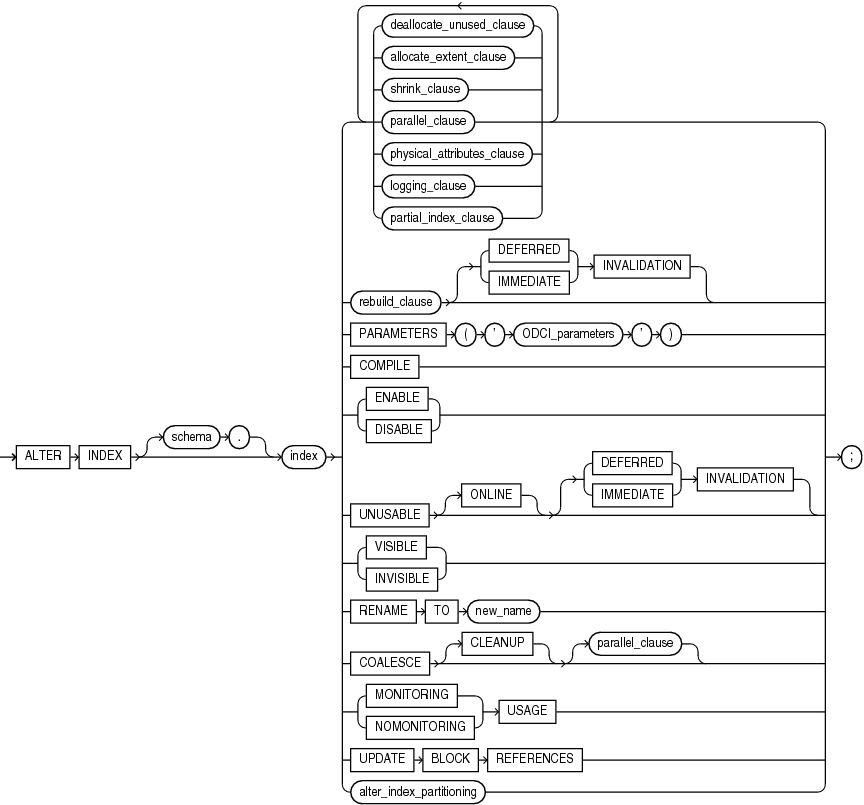 deallocate_unused_clause
allocate_extent_clause
shrink_clause
parallel_clause
physical_attributes_clause
logging_clause
partial_index_clause
DEFERRED
IMMEDIATE
INVALIDATION
rebuild_clause
PARAMETERS ( ' ODCI_parameters ' )
COMPILE
ENABLE
DISABLE
ALTER INDEX schema . index ;
DEFERRED
IMMEDIATE
INVALIDATION
UNUSABLE ONLINE
VISIBLE
INVISIBLE
RENAME TO new_name
CLEANUP parallel_clause
COALESCE
MONITORING
NOMONITORING
USAGE
UPDATE BLOCK REFERENCES
alter_index_partitioning